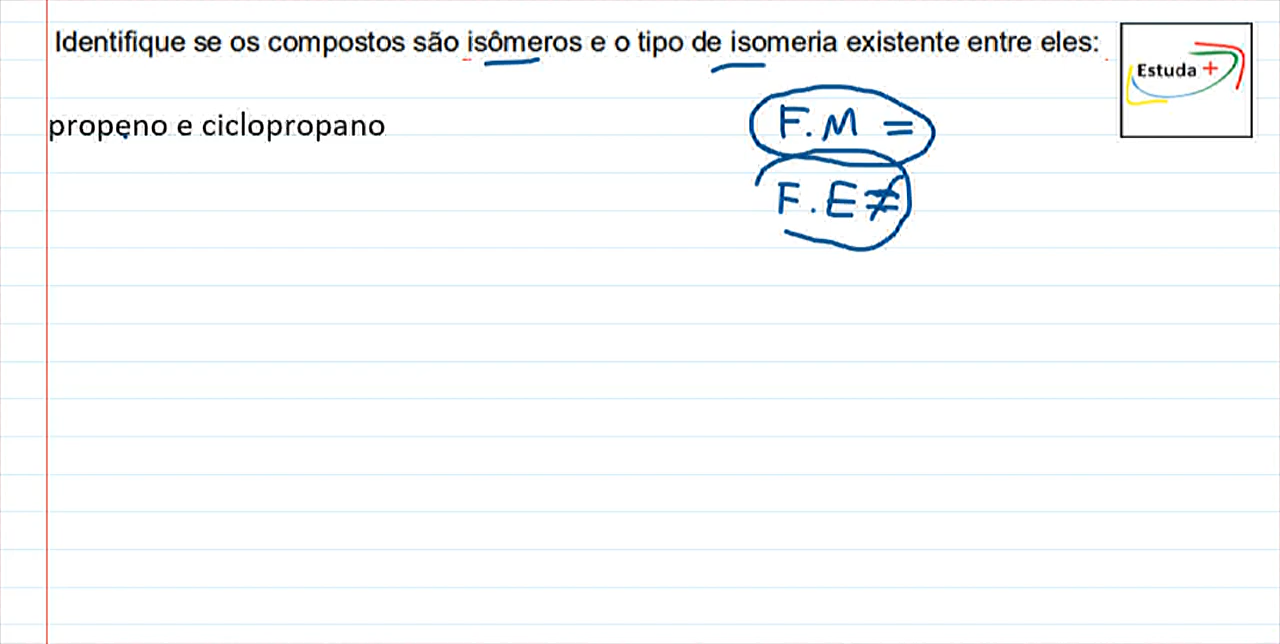 Identifique se os compostos são isômeros e o tipo de isomeria existente entre eles:
Estuda +
propeno e ciclopropano
F.M =
F.E ≠